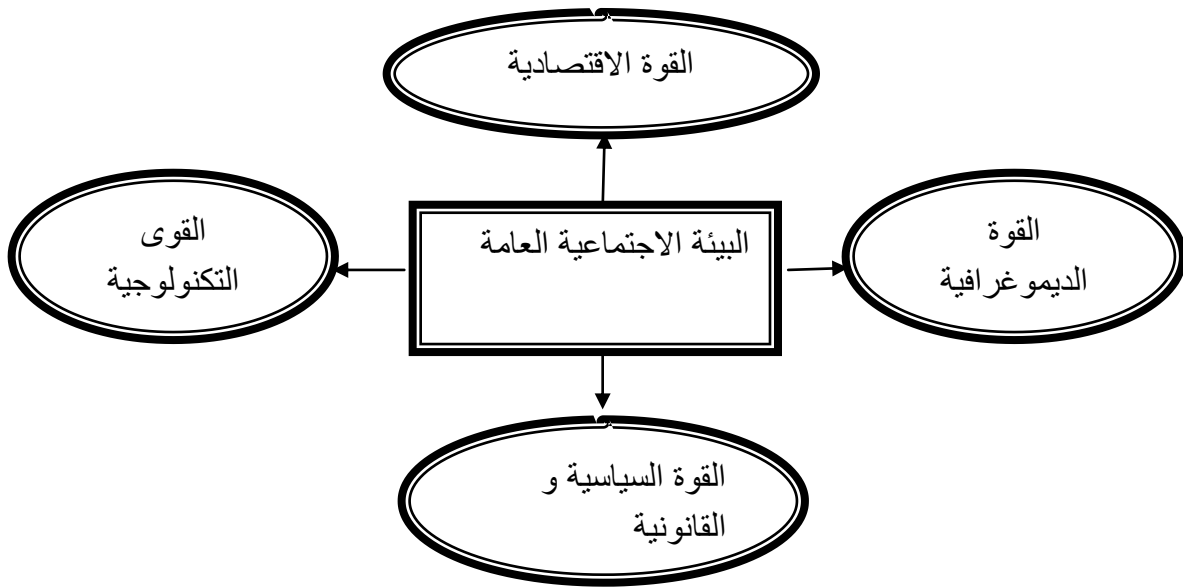 القوة الاقتصادية
القوة
الديموغرافية
البيئة الاجتماعية العامة
القوى
التكنولوجية
القوة السياسية و
القانونية